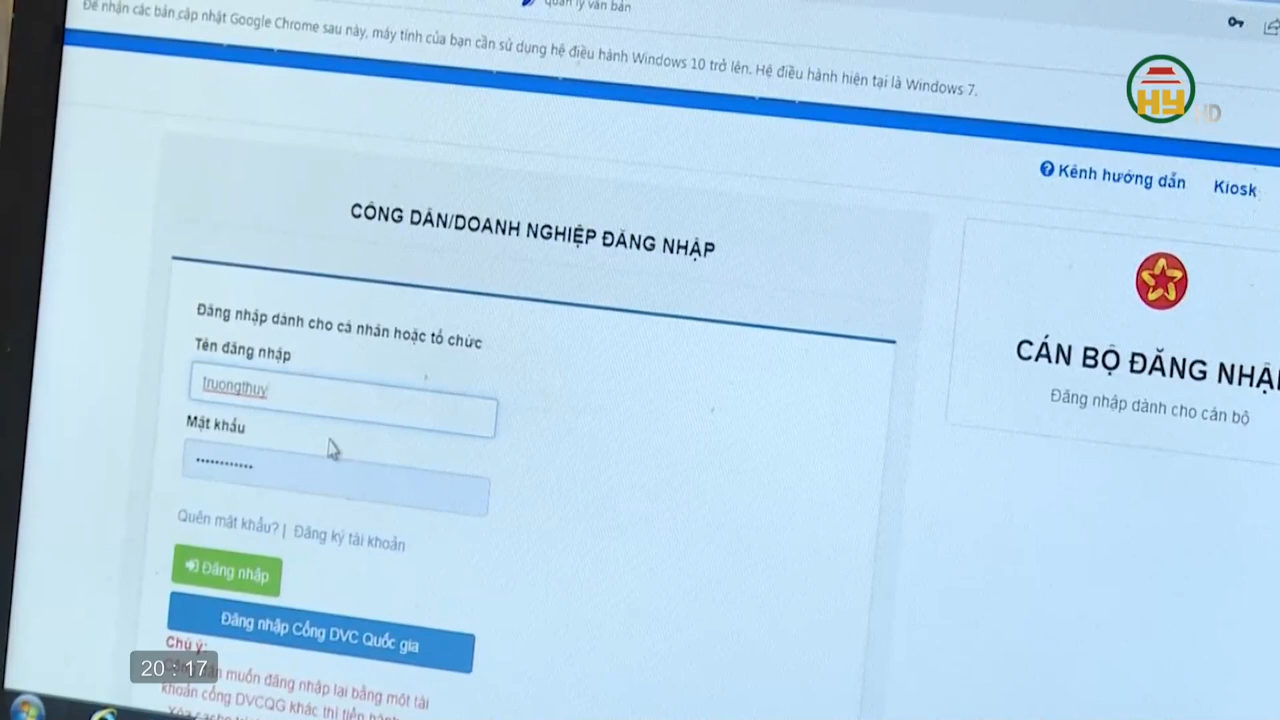 quản lý văn bản
Để nhận các bản cập nhật Google Chrome sau này, máy tính của bạn cần sử dụng hệ điều hành Windows 10 trở lên. Hệ điều hành hiện tại là Windows 7.
HY HD
Kênh hướng dẫn Kiosk
CÔNG DÂN/DOANH NGHIỆP ĐĂNG NHẬP
Đăng nhập dành cho cá nhân hoặc tổ chức
Tên đăng nhập
truongthuy
Mật khẩu
••••••••••••
Quên mật khẩu? | Đăng ký tài khoản
Đăng nhập
Đăng nhập Cổng DVC Quốc gia
Chú ý:
muốn đăng nhập lại bằng một tài
khoản cổng DVCQG khác thì tiến hành
CÁN BỘ ĐĂNG NHẬ
Đăng nhập dành cho cán bộ
20 : 17